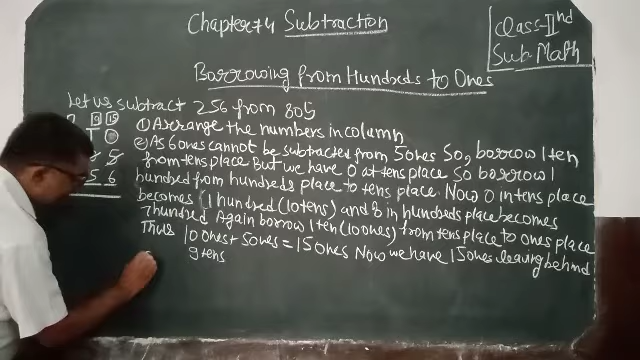 Chapter#4 Subtraction
Class-IInd
Sub-Math
Borrowing from Hundreds to Ones
Let us subtract 256 from 805
9 15
T
① Arrange the numbers in column
② As 6 ones cannot be subtracted from 5 ones So, borrow 1 ten
5
from tens place But we have 0 at tens place So borrow 1
5 6
hundred from hundreds place to tens place. Now 0 in tens place
becomes (1 hundred (10 tens) and 8 in hundreds place becomes
7 hundred Again borrow 1 ten (10 ones) from tens place to ones place
Thus 10 ones + 5 ones = 15 ones Now we have 15 ones leaving behind
9 tens